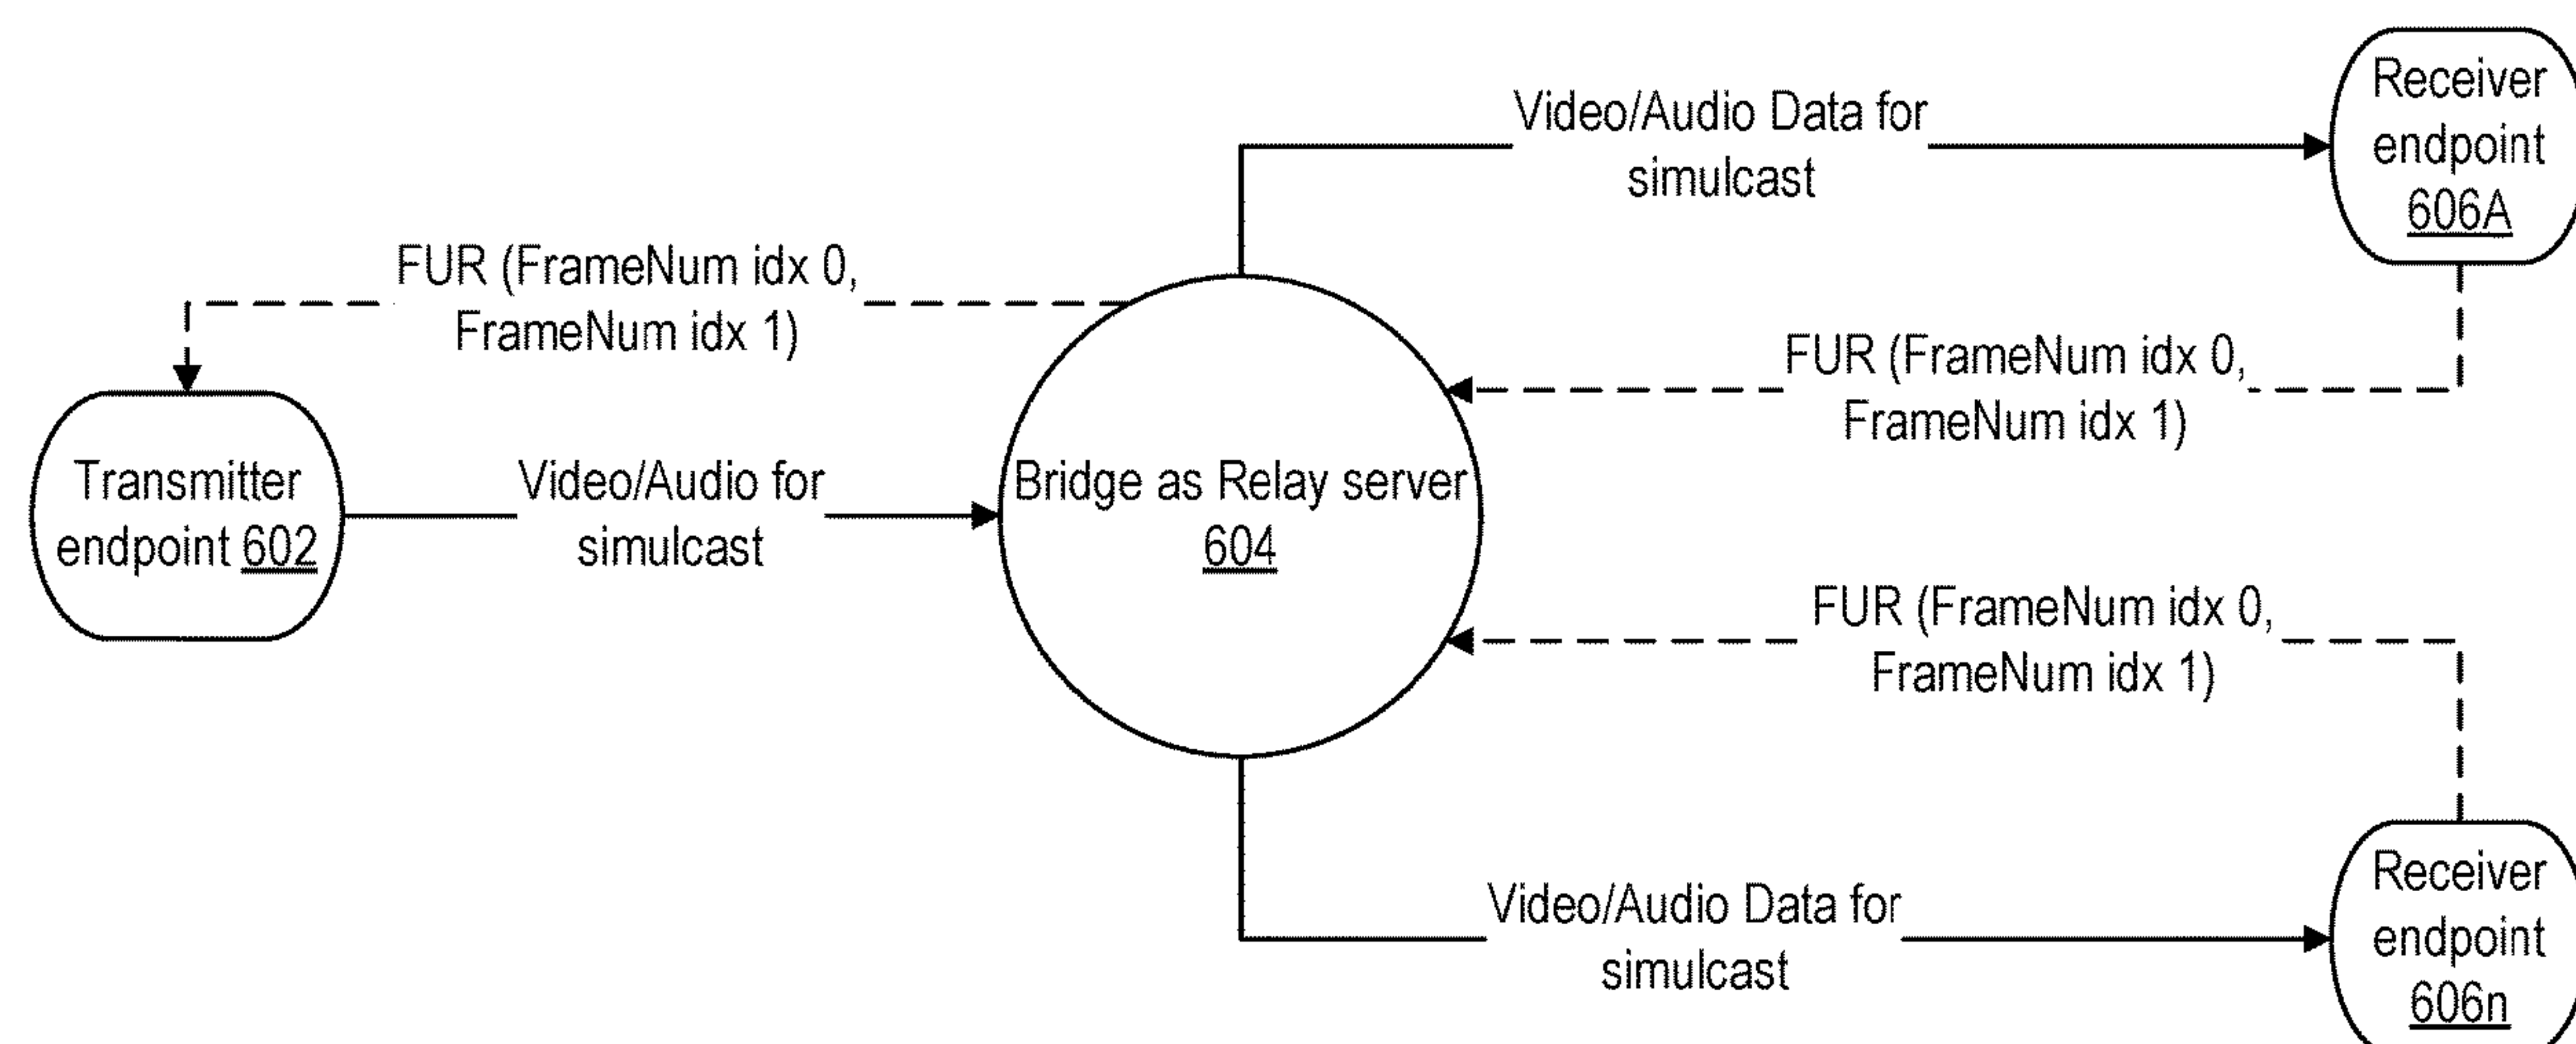 Video/Audio Data for
simulcast
Receiver
endpoint
606A
FUR (FrameNum idx 0,
FrameNum idx 1)
FUR (FrameNum idx 0,
FrameNum idx 1)
Transmitter
endpoint 602
Video/Audio for
simulcast
Bridge as Relay server
604
FUR (FrameNum idx 0,
FrameNum idx 1)
Video/Audio Data for
simulcast
Receiver
endpoint
606n